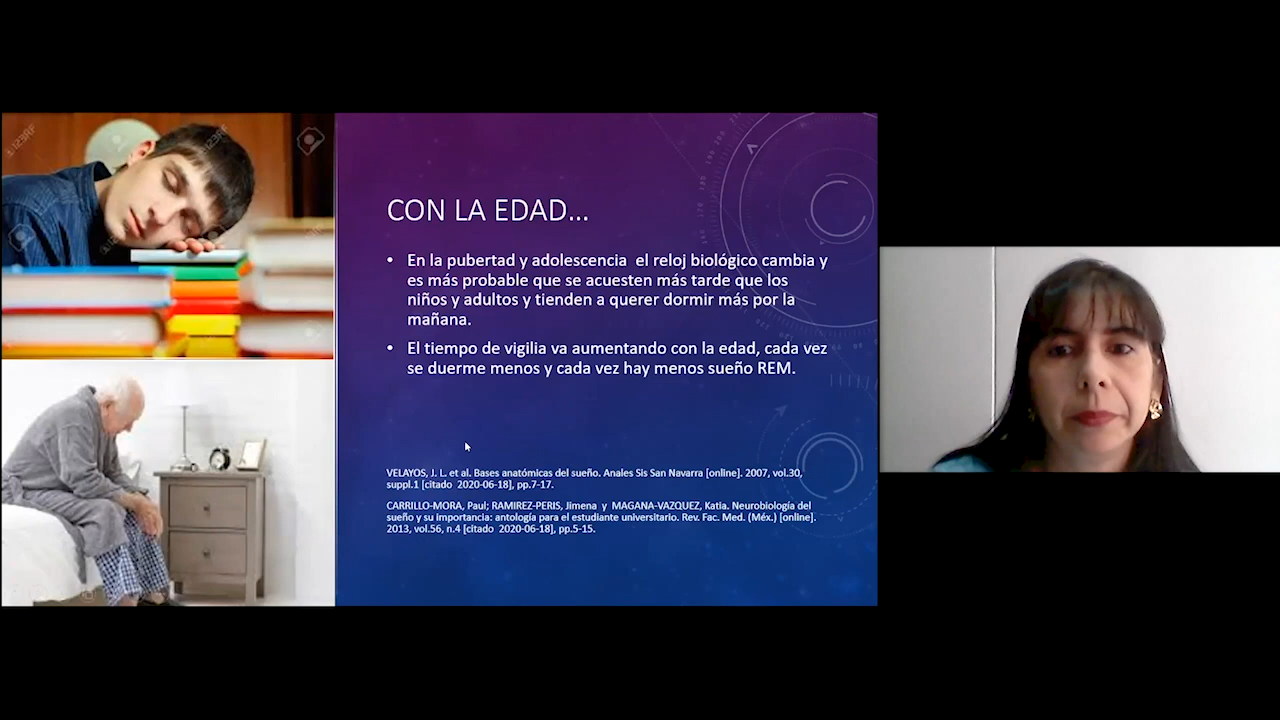 CON LA EDAD...
• En la pubertad y adolescencia el reloj biológico cambia y
es más probable que se acuesten más tarde que los
niños y adultos y tienden a querer dormir más por la
mañana.
• El tiempo de vigilia va aumentando con la edad, cada vez
se duerme menos y cada vez hay menos sueño REM.
VELAYOS, J. L. et al. Bases anatómicas del sueño. Anales Sis San Navarra [online]. 2007, vol.30,
suppl.1 [citado 2020-06-18], pp.7-17.
CARRILLO-MORA, Paul; RAMIREZ-PERIS, Jimena y MAGANA-VAZQUEZ, Katia. Neurobiología del
sueño y su importancia: antología para el estudiante universitario. Rev. Fac. Med. (Méx.) [online].
2013, vol.56, n.4 [citado 2020-06-18], pp.5-15.
123RF
123RF